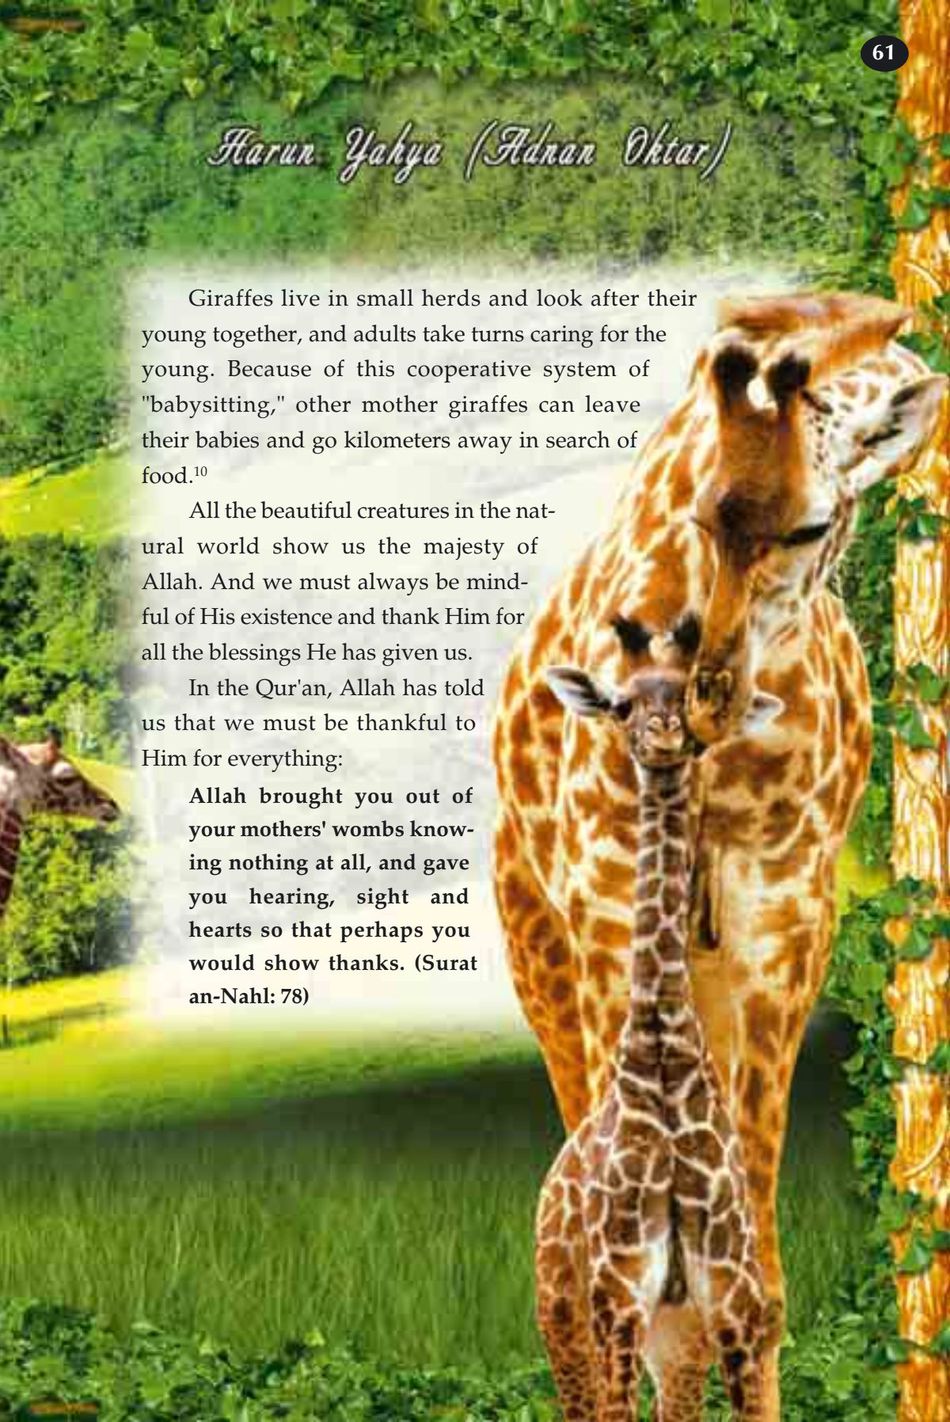 61
Harun Yahya (Adnan Oktar)
Giraffes live in small herds and look after their
young together, and adults take turns caring for the
young. Because of this cooperative system of
"babysitting," other mother giraffes can leave
their babies and go kilometers away in search of
food.10
All the beautiful creatures in the nat-
ural world show us the majesty of
Allah. And we must always be mind-
ful of His existence and thank Him for
all the blessings He has given us.
In the Qur'an, Allah has told
us that we must be thankful to
Him for everything:
Allah brought you out of
your mothers' wombs know-
ing nothing at all, and gave
you hearing, sight and
hearts so that perhaps you
would show thanks. (Surat
an-Nahl: 78)